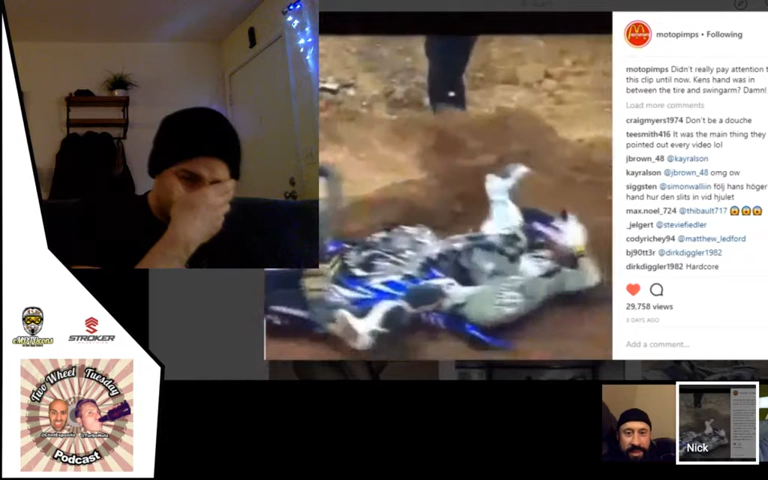 motopimps • Following
motopimps Didn't really pay attention t
this clip until now. Kens hand was in
between the tire and swingarm? Damn!
Load more comments
craigmyers1974 Don't be a douche
teesmith416 It was the main thing they
pointed out every video lol
jbrown_48 @kayralson
kayralson @jbrown_48 omg ow
siggsten @simonwalliin följ hans höger
hand hur den slits in vid hjulet
max.noel_724 @thibault717 😱😱😱
_jelgert @steviefiedler
codyrichey94 @matthew_ledford
bj90tt3r @dirkdiggler1982
dirkdiggler1982 Hardcore
29,758 views
3 DAYS AGO
Add a comment...
STROKER
Two Wheel Tuesday
Podcast
Nick